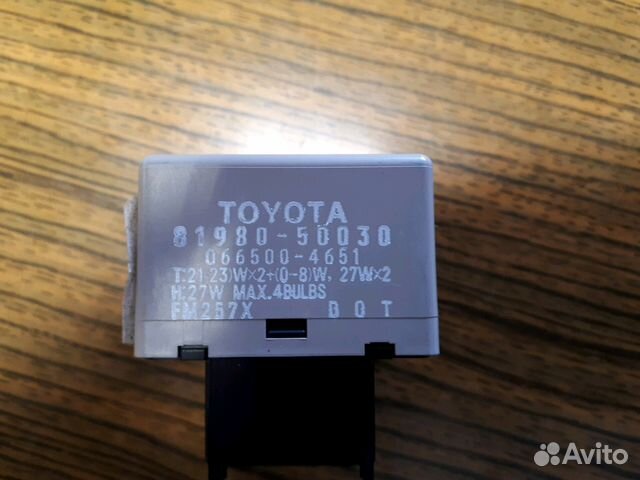 TOYOTA
81980-50030
066500-4651
T:21-23)W×2+(0-8)W, 27W×2
H:27W MAX.4BULBS
FM257X DOT
Avito